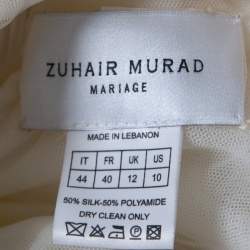 ZUHAIR MURAD
MARIAGE
MADE IN LEBANON
IT FR UK US
44 40 12 10
50% SILK-50% POLYAMIDE
DRY CLEAN ONLY